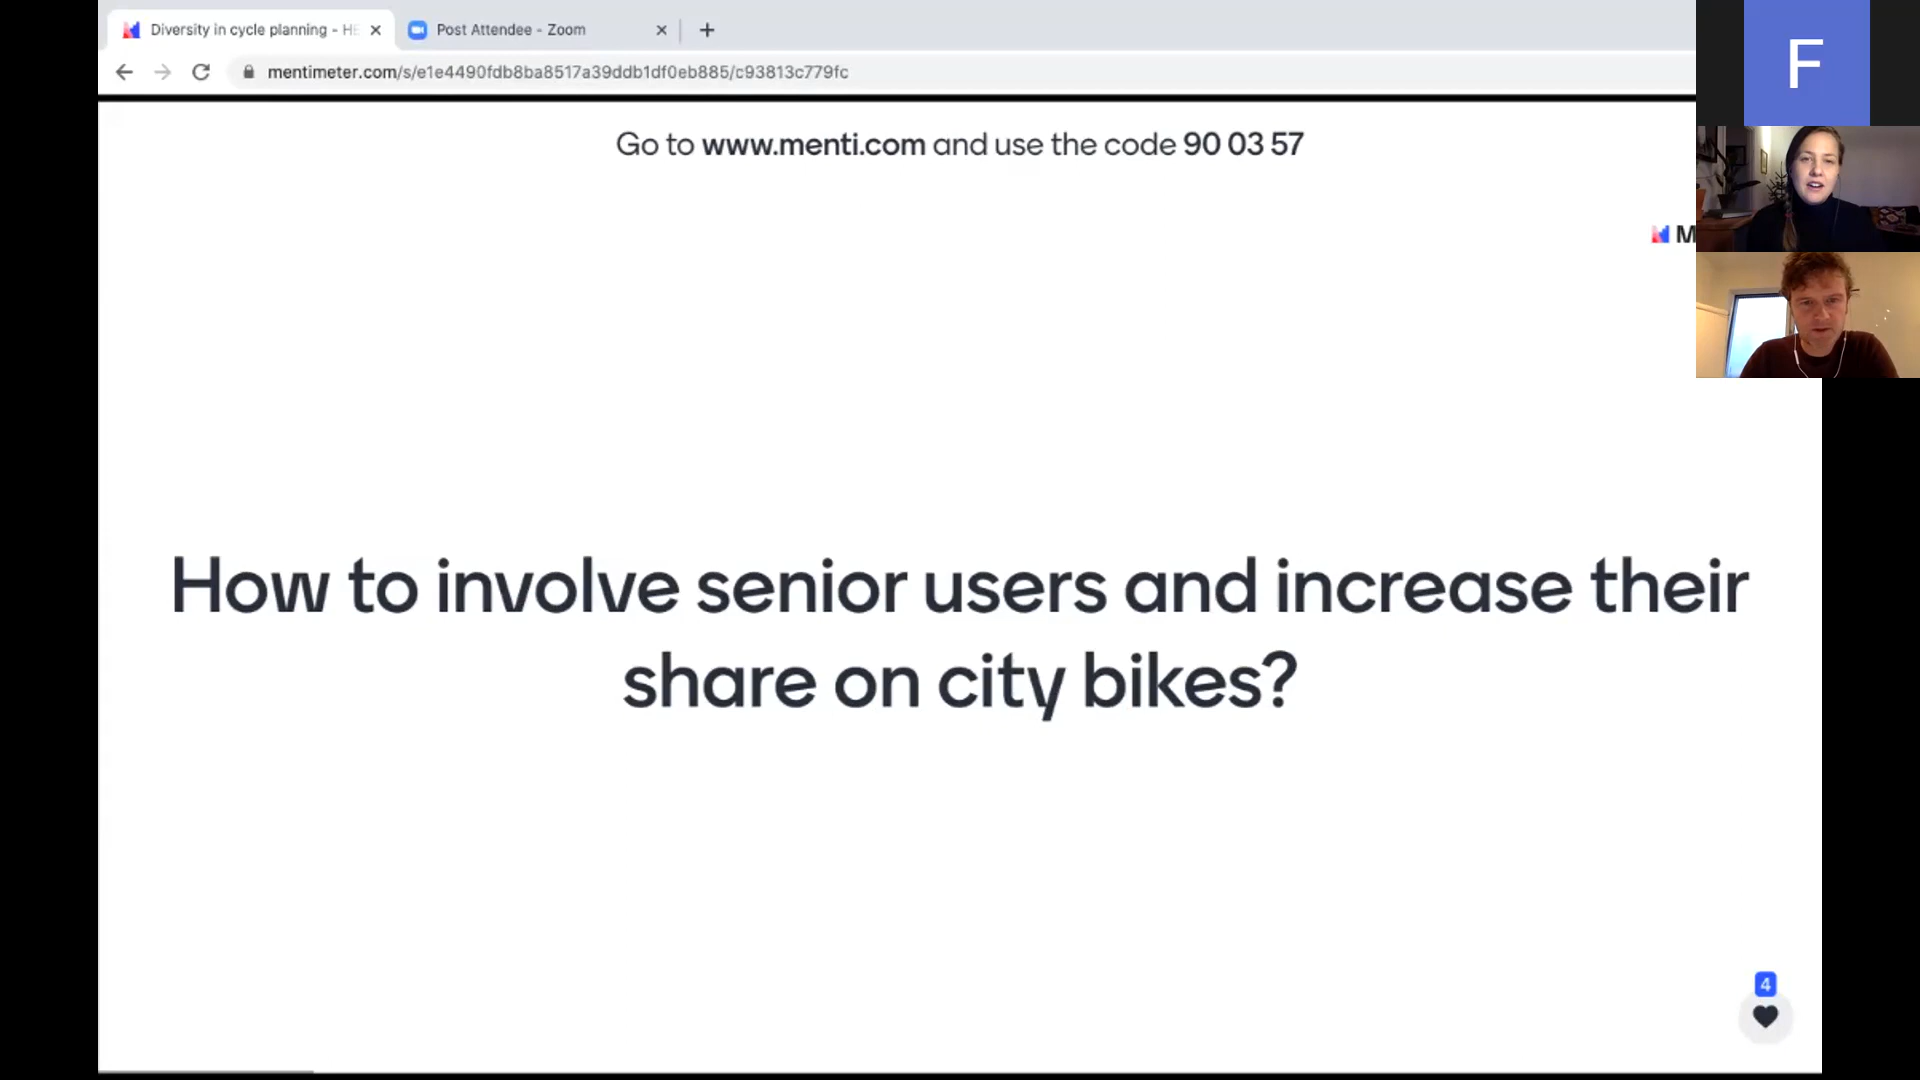 Diversity in cycle planning - HE
Post Attendee - Zoom
mentimeter.com/s/e1e4490fdb8ba8517a39ddb1df0eb885/c93813c779fc
F
Go to www.menti.com and use the code 90 03 57
M
How to involve senior users and increase their
share on city bikes?
4